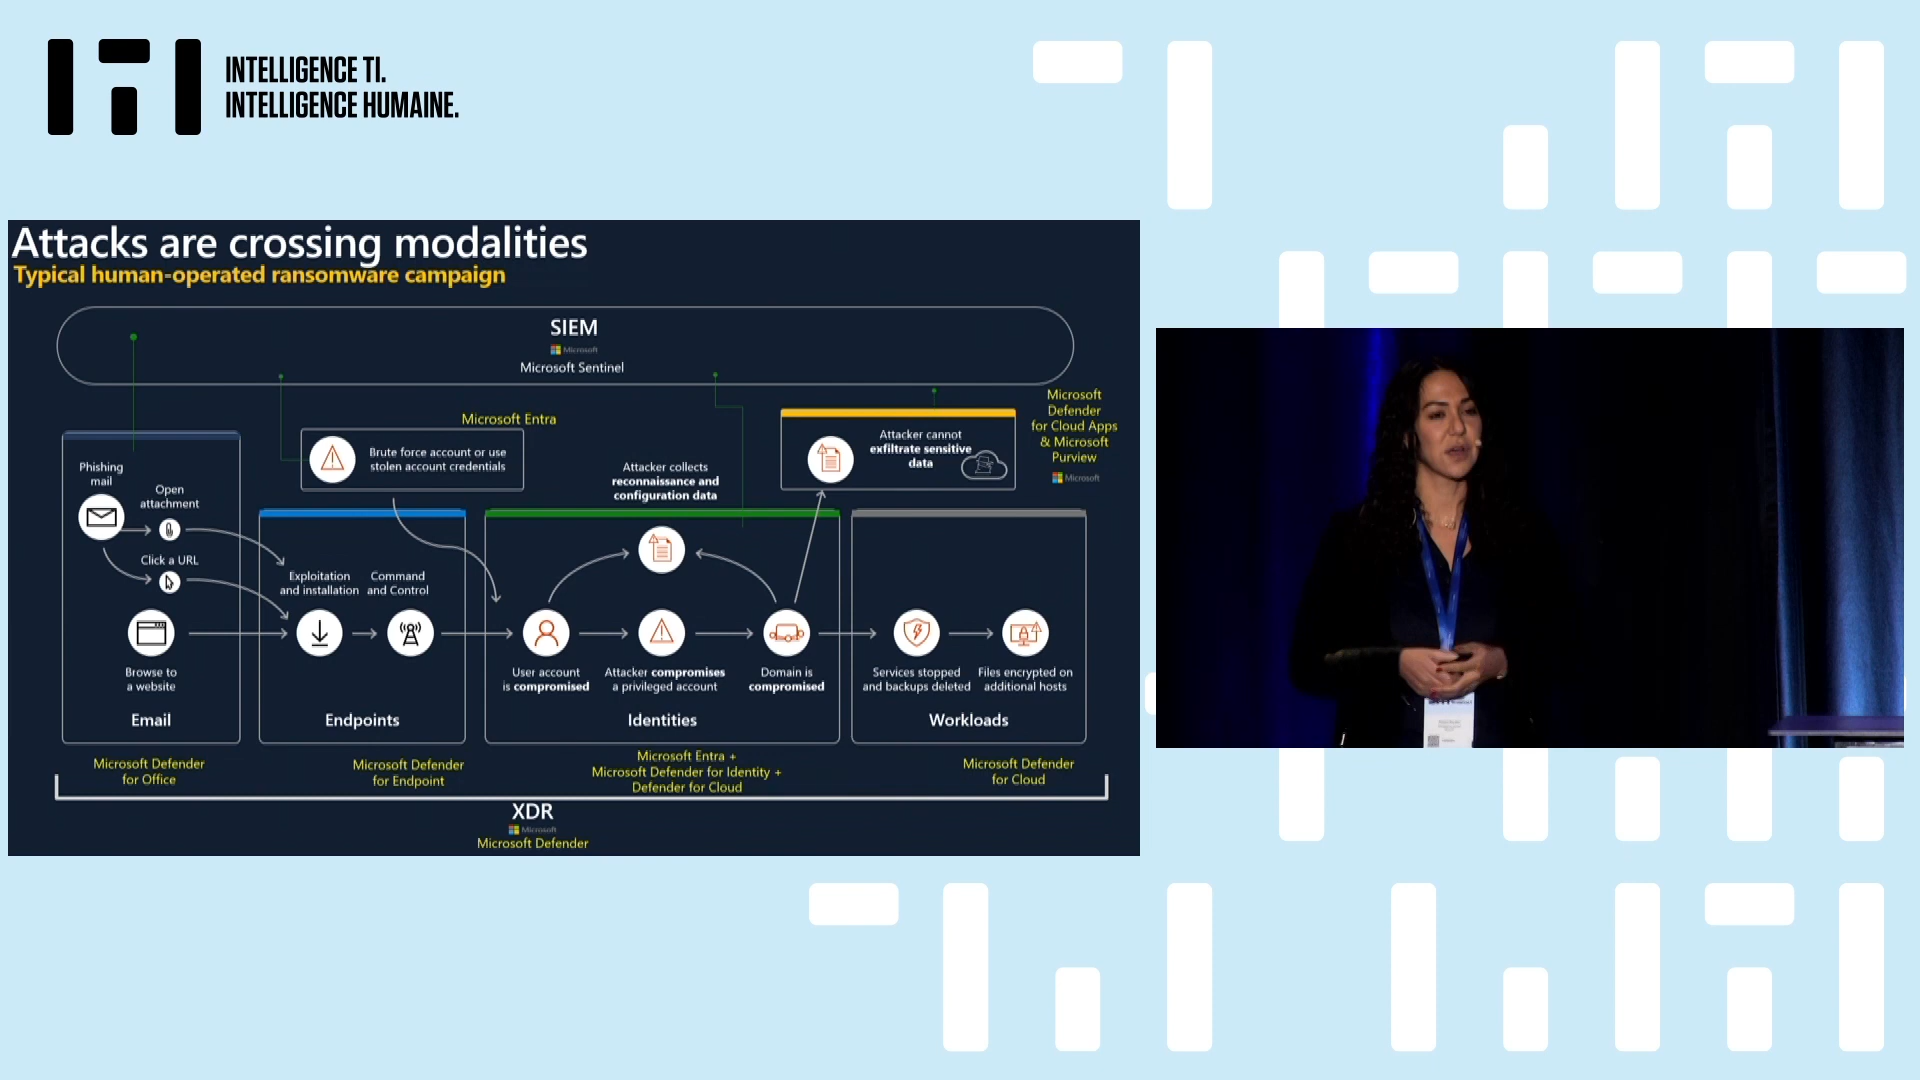 INTELLIGENCE TI.
INTELLIGENCE HUMAINE.
Attacks are crossing modalities
Typical human-operated ransomware campaign
SIEM
Microsoft
Microsoft Sentinel
Microsoft Entra
Brute force account or use
stolen account credentials
Attacker cannot
exfiltrate sensitive
data
Microsoft
Defender
for Cloud Apps
& Microsoft
Purview
Microsoft
Phishing
mail
Open
attachment
Click a URL
Browse to
a website
Email
Exploitation
and installation
Command
and Control
Endpoints
Attacker collects
reconnaissance and
configuration data
User account
is compromised
Attacker compromises
a privileged account
Domain is
compromised
Identities
Services stopped
and backups deleted
Files encrypted on
additional hosts
Workloads
Microsoft Defender
for Office
Microsoft Defender
for Endpoint
Microsoft Entra +
Microsoft Defender for Identity +
Defender for Cloud
Microsoft Defender
for Cloud
XDR
Microsoft
Microsoft Defender